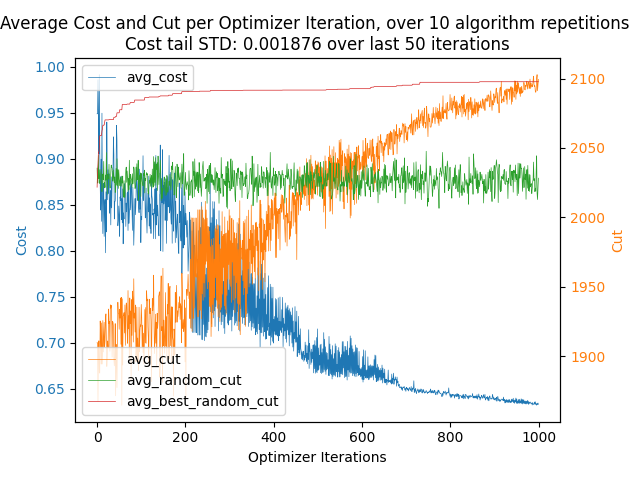 Average Cost and Cut per Optimizer Iteration, over 10 algorithm repetitions
Cost tail STD: 0.001876 over last 50 iterations
1.00
0.95
0.90
0.85
0.80
0.75
0.70
0.65
Cost
avg_cost
avg_cut
avg_random_cut
avg_best_random_cut
2100
2050
2000
1950
1900
Cut
0
200
400
600
800
1000
Optimizer Iterations